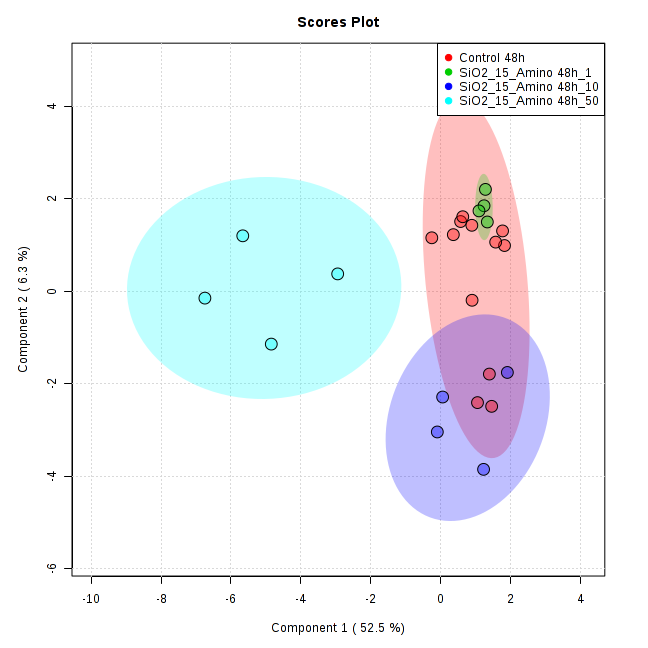 Scores Plot
Control 48h
SiO2_15_Amino 48h_1
SiO2_15_Amino 48h_10
SiO2_15_Amino 48h_50
4
2
0
-2
-4
-6
Component 2 ( 6.3 %)
-10 -8 -6 -4 -2 0 2 4
Component 1 ( 52.5 %)